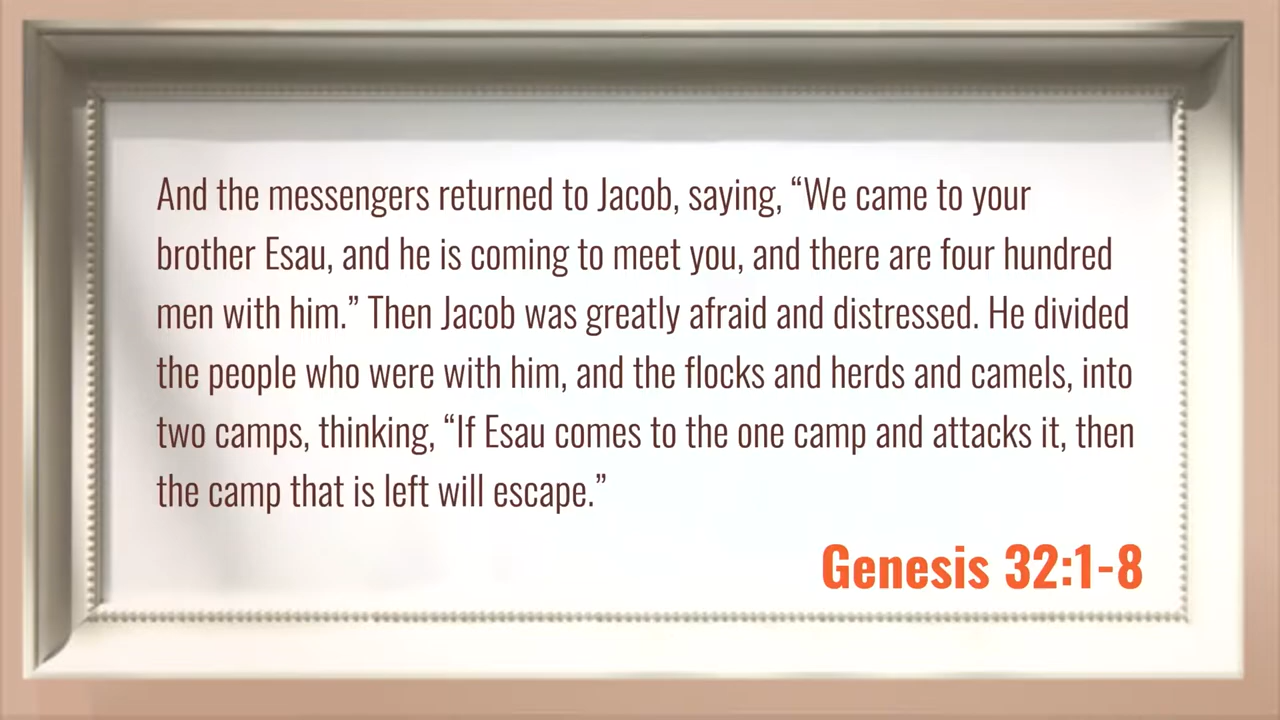 And the messengers returned to Jacob, saying, “We came to your
brother Esau, and he is coming to meet you, and there are four hundred
men with him.” Then Jacob was greatly afraid and distressed. He divided
the people who were with him, and the flocks and herds and camels, into
two camps, thinking, “If Esau comes to the one camp and attacks it, then
the camp that is left will escape.”
Genesis 32:1-8